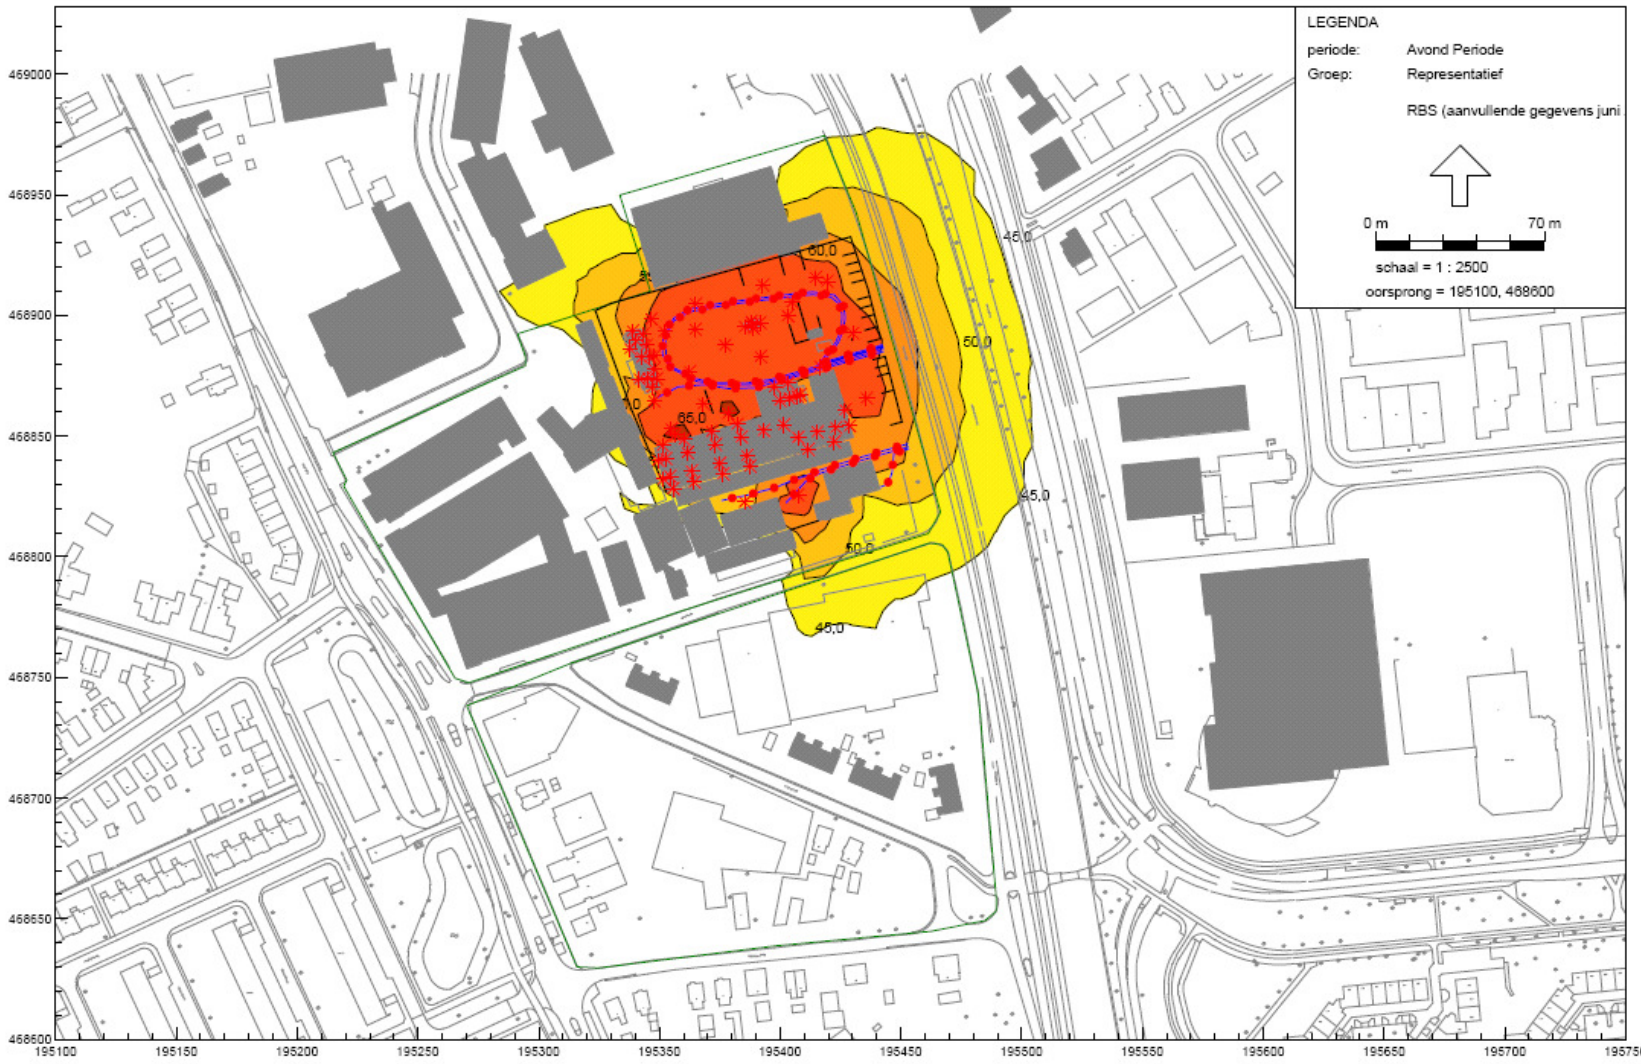 LEGENDA
periode: Avond Periode
Groep: Representatief
RBS (aanvullende gegevens juni
0 m 70 m
schaal = 1 : 2500
oorsprong = 195100, 468600
469000
468950
468900
468850
468800
468750
468700
468650
468600
45,0
60,0
50,0
65,0
45,0
50,0
45,0
195100 195150 195200 195250 195300 195350 195400 195450 195500 195550 195600 195650 195700